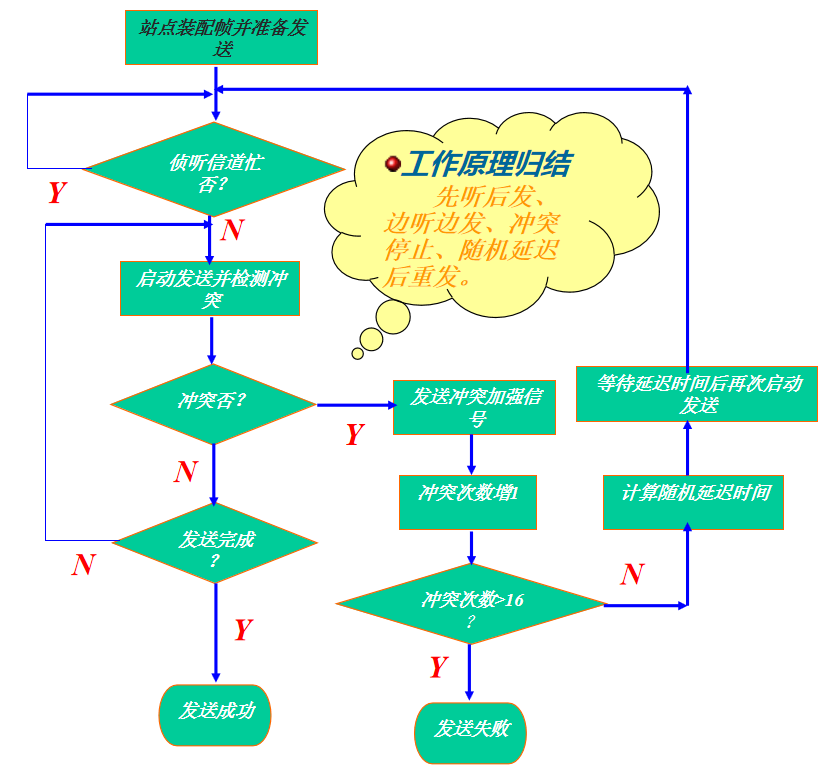 站点装配帧并准备发
送
侦听信道忙
否？
Y
N
工作原理归结
先听后发、
边听边发、冲突
停止、随机延迟
后重发。
启动发送并检测冲
突
冲突否？
Y
N
发送冲突加强信
号
等待延迟时间后再次启动
发送
冲突次数增1
计算随机延迟时间
发送完成
？
N
Y
冲突次数>16
？
N
Y
发送成功
发送失败